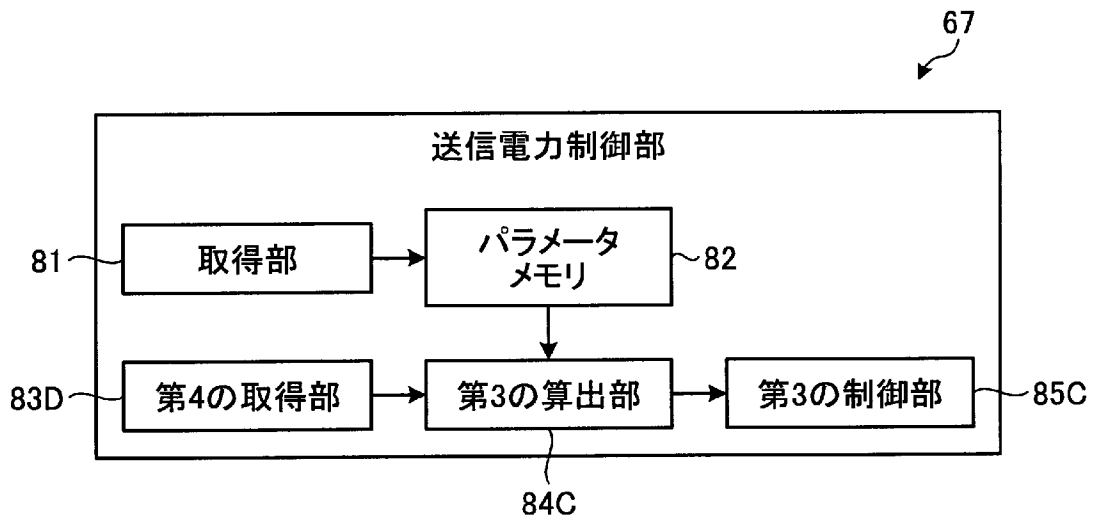 67
送信電力制御部
81
取得部
パラメータ
メモリ
82
83D
第4の取得部
第3の算出部
第3の制御部
85C
84C